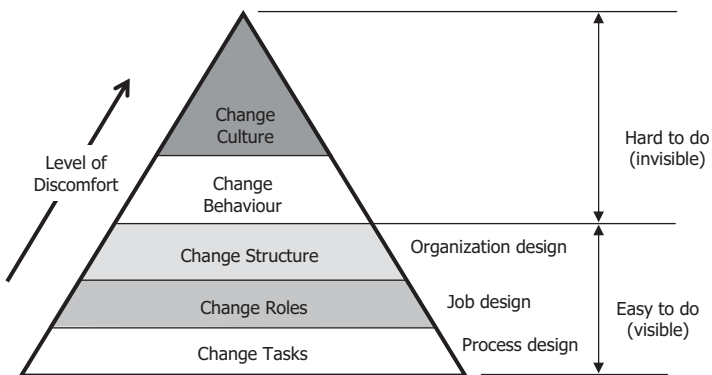 Change
Culture
Hard to do
(invisible)
Level of
Discomfort
Change
Behaviour
Change Structure
Organization design
Change Roles
Job design
Easy to do
(visible)
Change Tasks
Process design